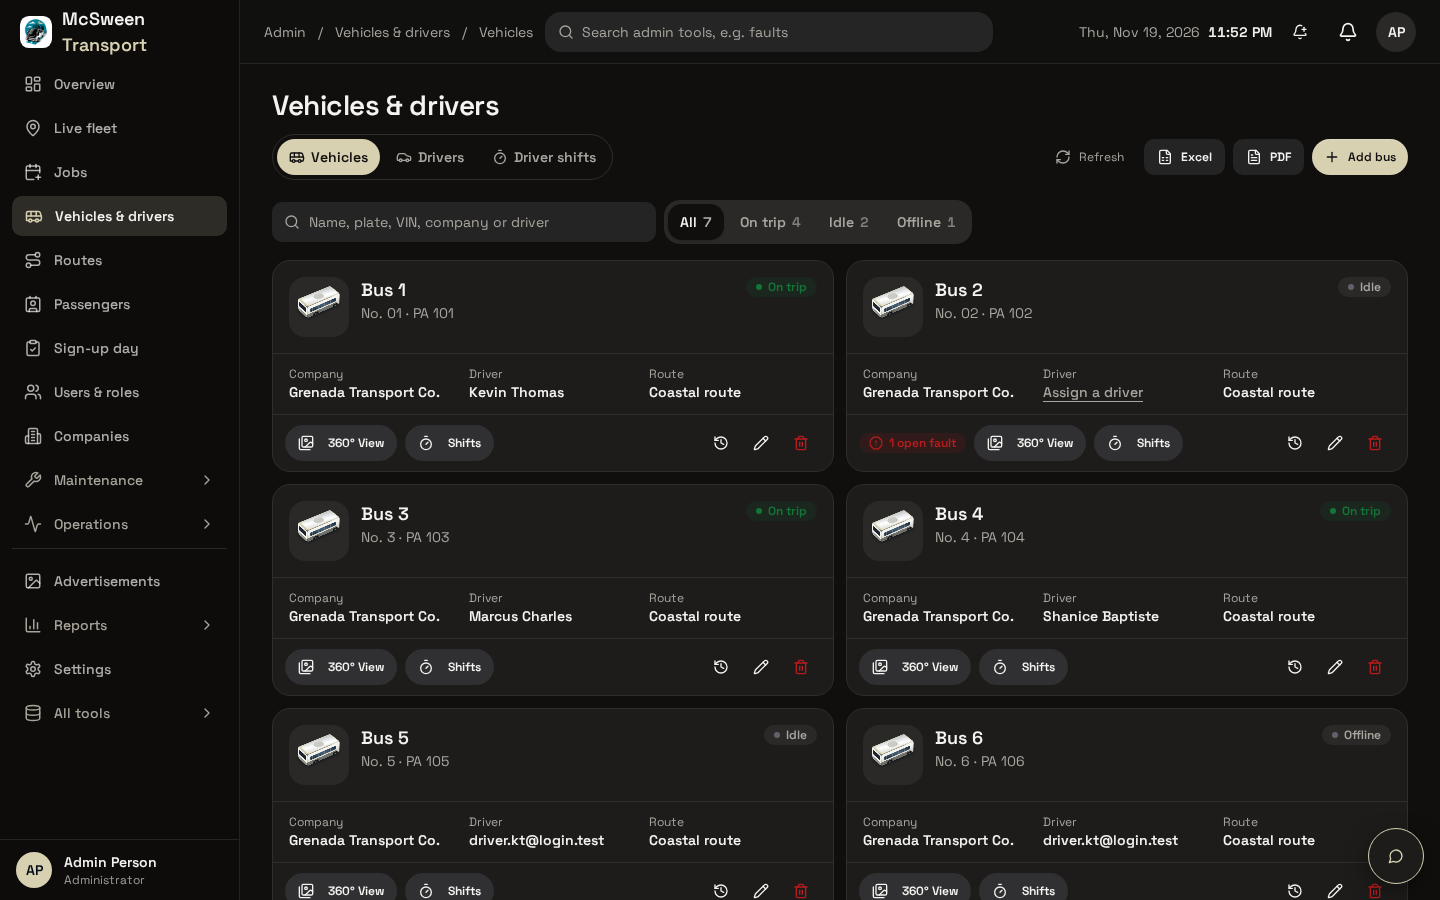 McSween
Transport
Admin / Vehicles & drivers / Vehicles
Search admin tools, e.g. faults
Thu, Nov 19, 2026 11:52 PM
AP
Overview
Live fleet
Jobs
Vehicles & drivers
Routes
Passengers
Sign-up day
Users & roles
Companies
Maintenance
Operations
Advertisements
Reports
Settings
All tools
AP
Admin Person
Administrator
Vehicles & drivers
Vehicles
Drivers
Driver shifts
Refresh
Excel
PDF
Add bus
Name, plate, VIN, company or driver
All 7
On trip 4
Idle 2
Offline 1
Bus 1
No. 01 · PA 101
On trip
Company
Driver
Route
Grenada Transport Co.
Kevin Thomas
Coastal route
360° View
Shifts
Bus 2
No. 02 · PA 102
Idle
Company
Driver
Route
Grenada Transport Co.
Assign a driver
Coastal route
1 open fault
360° View
Shifts
Bus 3
No. 3 · PA 103
On trip
Company
Driver
Route
Grenada Transport Co.
Marcus Charles
Coastal route
360° View
Shifts
Bus 4
No. 4 · PA 104
On trip
Company
Driver
Route
Grenada Transport Co.
Shanice Baptiste
Coastal route
360° View
Shifts
Bus 5
No. 5 · PA 105
Idle
Company
Driver
Route
Grenada Transport Co.
driver.kt@login.test
Coastal route
360° View
Shifts
Bus 6
No. 6 · PA 106
Offline
Company
Driver
Route
Grenada Transport Co.
driver.kt@login.test
Coastal route
360° View
Shifts